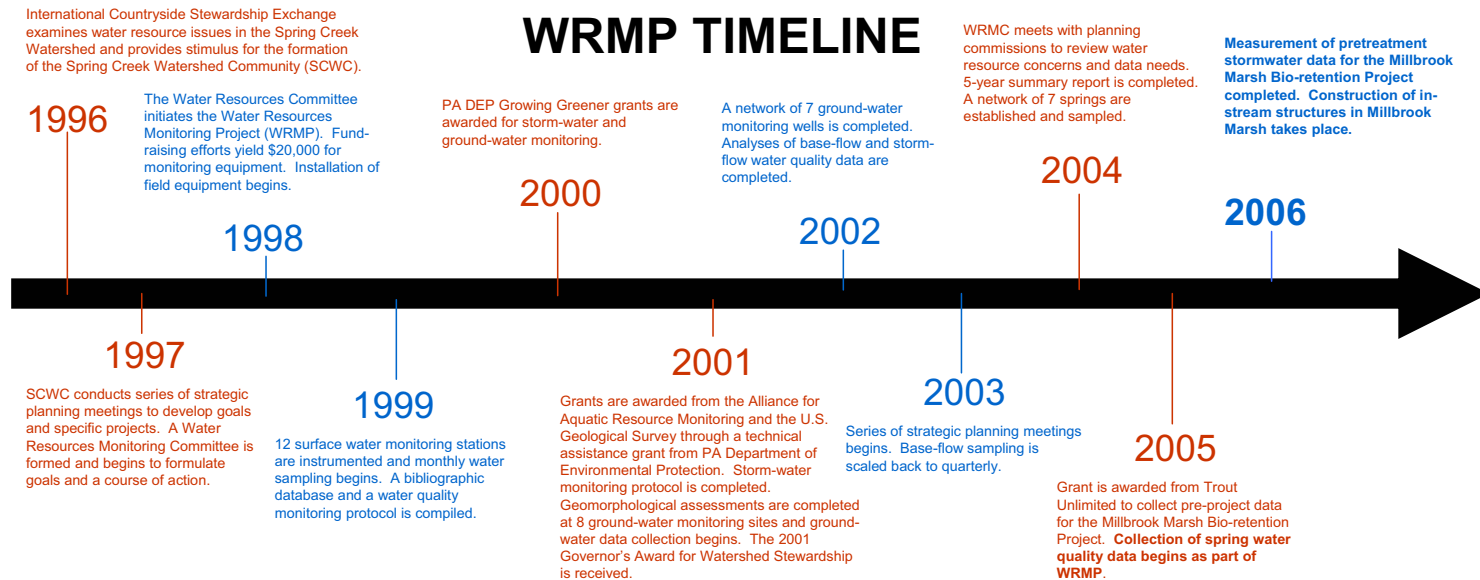 WRMP TIMELINE
International Countryside Stewardship Exchange
examines water resource issues in the Spring Creek
Watershed and provides stimulus for the formation
of the Spring Creek Watershed Community (SCWC).
1996
The Water Resources Committee
initiates the Water Resources
Monitoring Project (WRMP).  Fund-
raising efforts yield $20,000 for
monitoring equipment.  Installation of
field equipment begins.
1998
PA DEP Growing Greener grants are
awarded for storm-water and
ground-water monitoring.
2000
A network of 7 ground-water
monitoring wells is completed.
Analyses of base-flow and storm-
flow water quality data are
completed.
2002
WRMC meets with planning
commissions to review water
resource concerns and data needs.
5-year summary report is completed.
A network of 7 springs are
established and sampled.
2004
Measurement of pretreatment
stormwater data for the Millbrook
Marsh Bio-retention Project
completed.  Construction of in-
stream structures in Millbrook
Marsh takes place.
2006
1997
SCWC conducts series of strategic
planning meetings to develop goals
and specific projects.  A Water
Resources Monitoring Committee is
formed and begins to formulate
goals and a course of action.
1999
12 surface water monitoring stations
are instrumented and monthly water
sampling begins.  A bibliographic
database and a water quality
monitoring protocol is compiled.
2001
Grants are awarded from the Alliance for
Aquatic Resource Monitoring and the U.S.
Geological Survey through a technical
assistance grant from PA Department of
Environmental Protection.  Storm-water
monitoring protocol is completed.
Geomorphological assessments are completed
at 8 ground-water monitoring sites and ground-
water data collection begins.  The 2001
Governor's Award for Watershed Stewardship
is received.
2003
Series of strategic planning meetings
begins.  Base-flow sampling is
scaled back to quarterly.
2005
Grant is awarded from Trout
Unlimited to collect pre-project data
for the Millbrook Marsh Bio-retention
Project.  Collection of spring water
quality data begins as part of
WRMP.